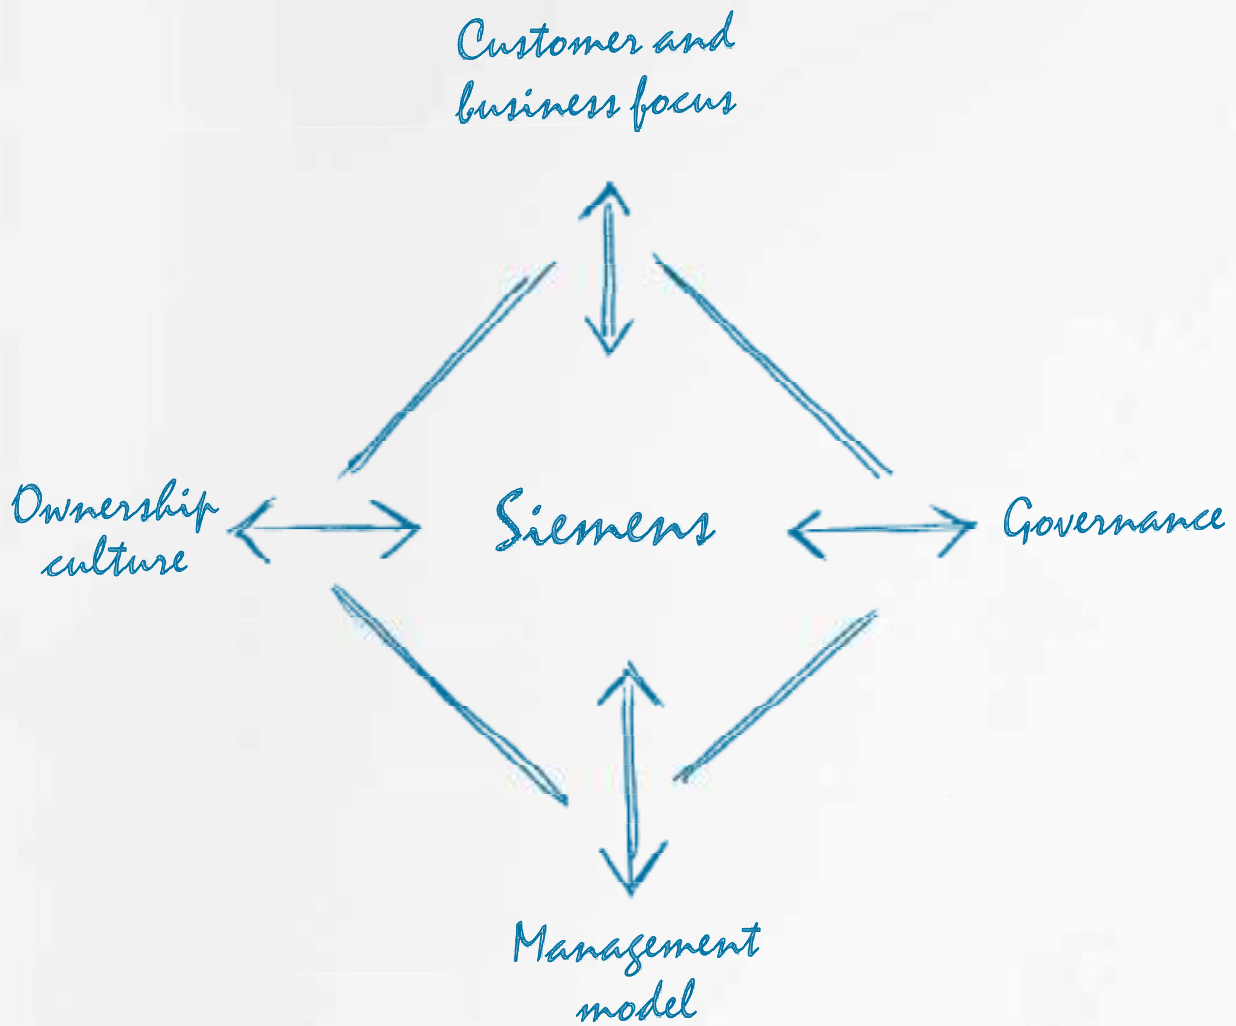 Customer and
business focus
Ownership
culture
Siemens
Governance
Management
model